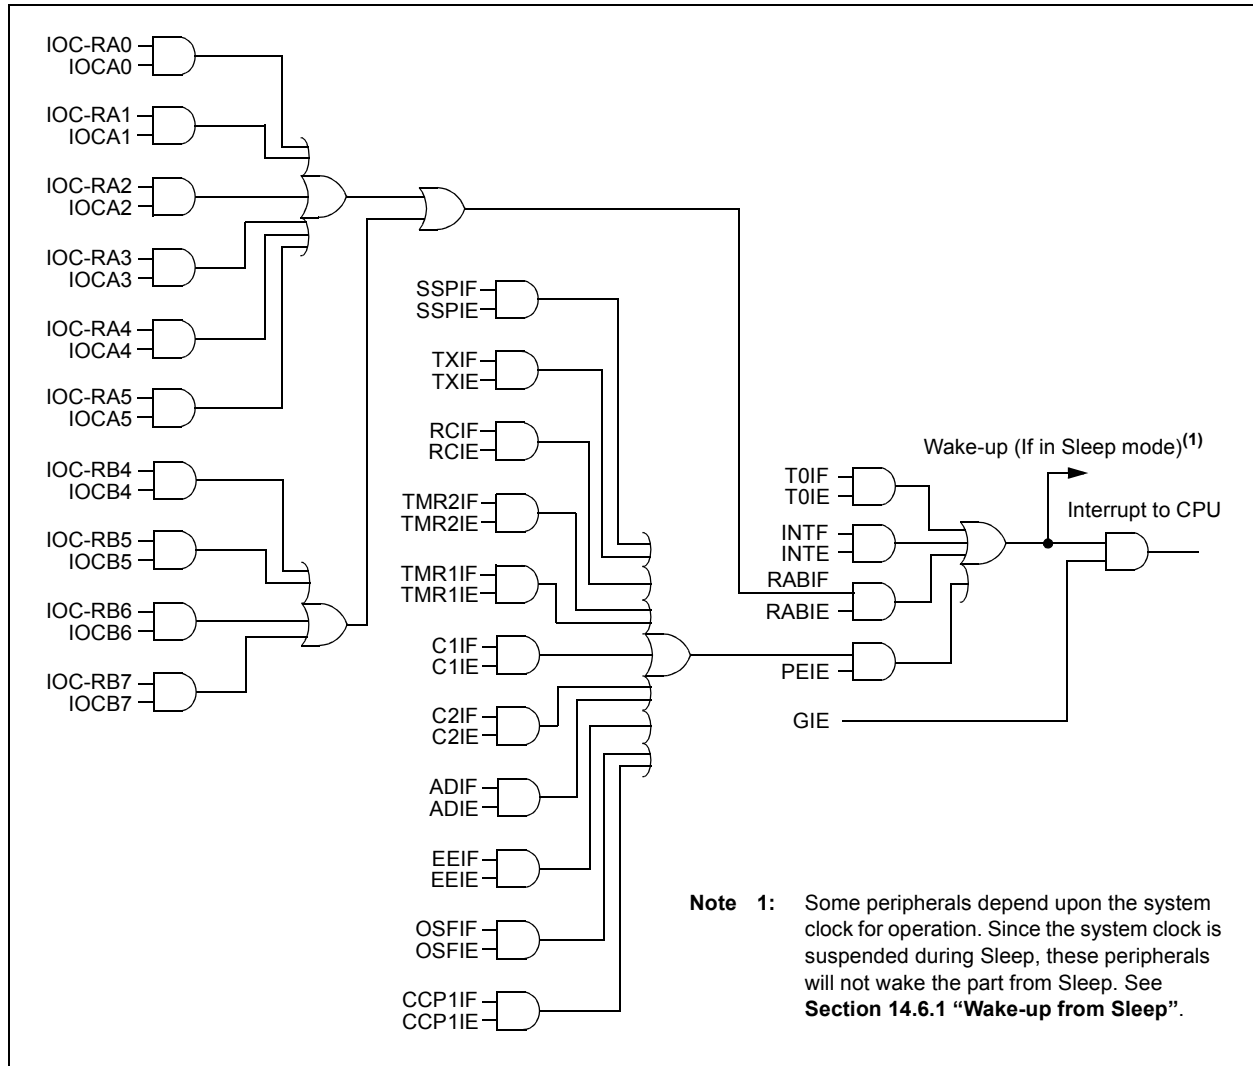 IOC-RA0
IOCA0
IOC-RA1
IOCA1
IOC-RA2
IOCA2
IOC-RA3
IOCA3
IOC-RA4
IOCA4
IOC-RA5
IOCA5
IOC-RB4
IOCB4
IOC-RB5
IOCB5
IOC-RB6
IOCB6
IOC-RB7
IOCB7
SSPIF
SSPIE
TXIF
TXIE
RCIF
RCIE
TMR2IF
TMR2IE
TMR1IF
TMR1IE
C1IF
C1IE
C2IF
C2IE
ADIF
ADIE
EEIF
EEIE
OSFIF
OSFIE
CCP1IF
CCP1IE
T0IF
T0IE
INTF
INTE
RABIF
RABIE
PEIE
GIE
Wake-up (If in Sleep mode)(1)
Interrupt to CPU
Note 1: Some peripherals depend upon the system
clock for operation. Since the system clock is
suspended during Sleep, these peripherals
will not wake the part from Sleep. See
Section 14.6.1 “Wake-up from Sleep”.